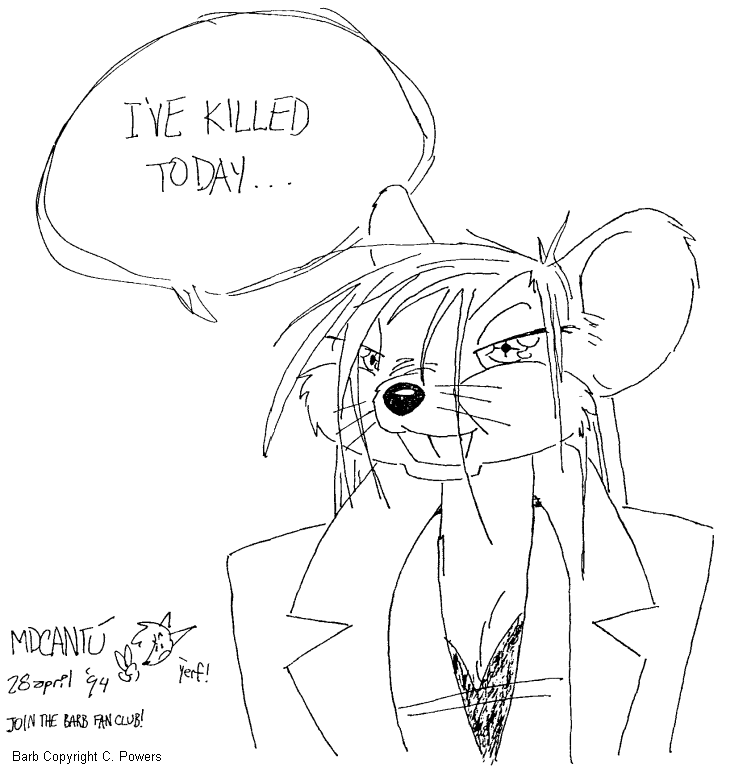 I'VE KILLED
TODAY...
MDCANTÚ
yerf!
28 april '94
JOIN THE BARB FAN CLUB!
Barb Copyright C. Powers